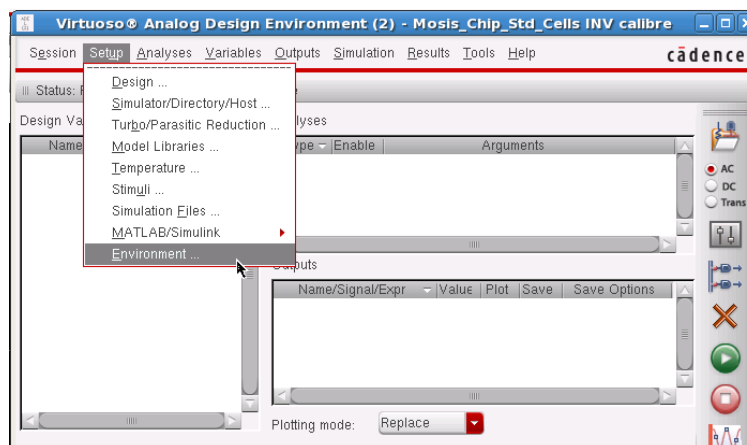 Virtuoso® Analog Design Environment (2) - Mosis_Chip_Std_Cells INV calibre
Session Setup Analyses Variables Outputs Simulation Results Tools Help
cādence
Status:
Design ...
Simulator/Directory/Host ...
Turbo/Parasitic Reduction ...
Model Libraries ...
Temperature ...
Stimuli ...
Simulation Files ...
MATLAB/Simulink
Environment ...
Design Va
Name
lyses
ype Enable Arguments
AC
DC
Trans
Outputs
Name/Signal/Expr Value Plot Save Save Options
Plotting mode: Replace